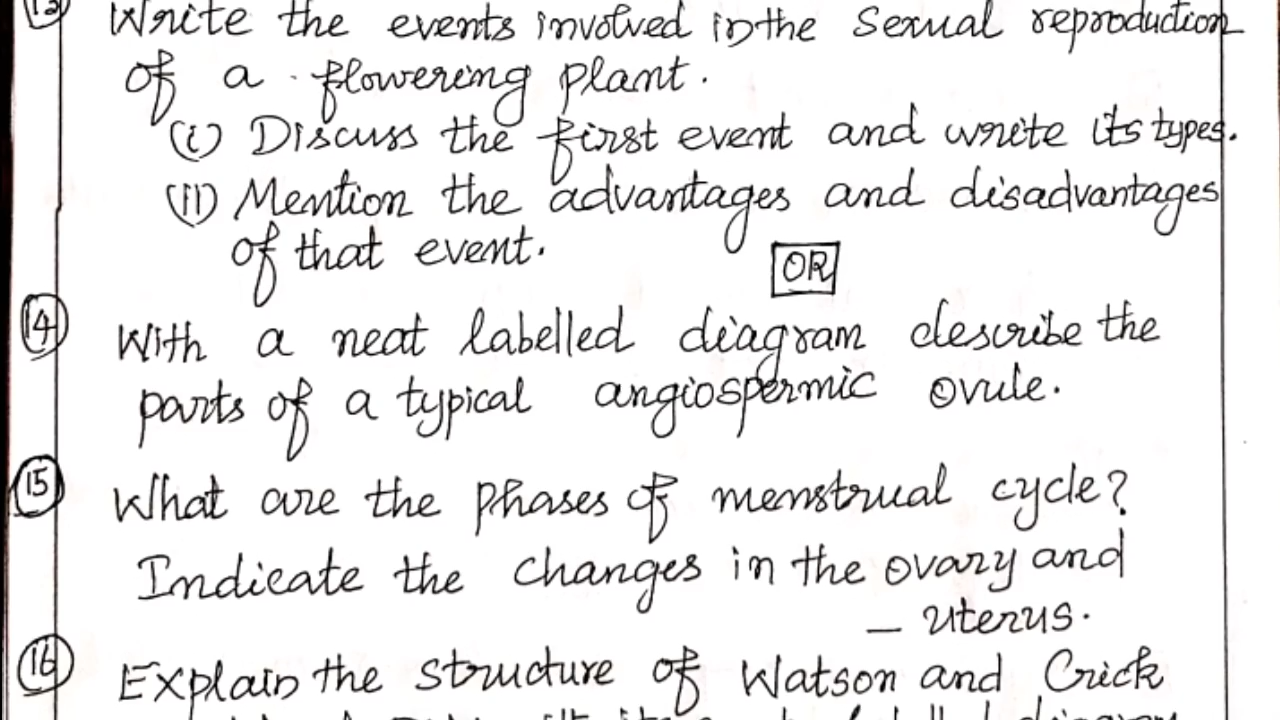 Write the events involved in the sexual reproduction
of a flowering plant.
(i) Discuss the first event and write its types.
(ii) Mention the advantages and disadvantages
of that event.
OR
14 With a neat labelled diagram describe the
parts of a typical angiospermic ovule.
15 What are the phases of menstrual cycle?
Indicate the changes in the ovary and
— uterus.
16 Explain the structure of Watson and Crick